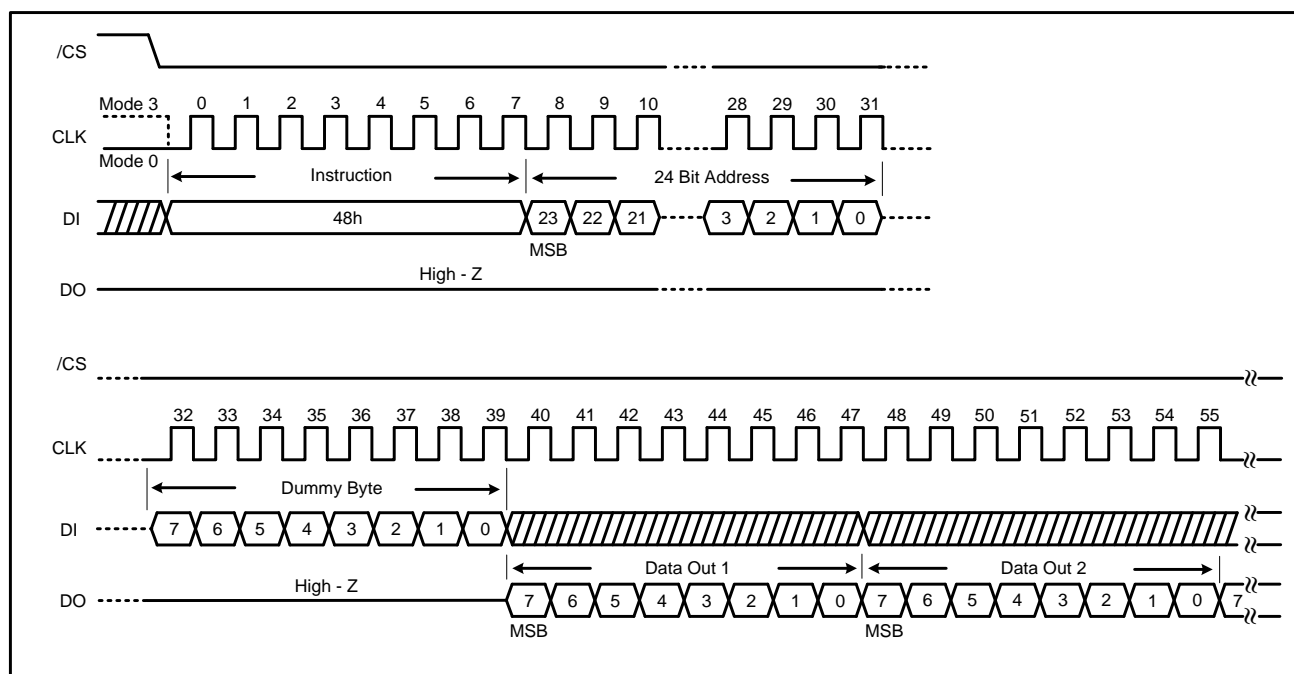 /CS
Mode 3 0 1 2 3 4 5 6 7 8 9 10 28 29 30 31
CLK
Mode 0
Instruction 24 Bit Address
DI 48h 23 22 21 3 2 1 0
MSB
High - Z
DO
/CS
32 33 34 35 36 37 38 39 40 41 42 43 44 45 46 47 48 49 50 51 52 53 54 55
CLK
Dummy Byte
DI 7 6 5 4 3 2 1 0
Data Out 1 Data Out 2
High - Z
DO 7 6 5 4 3 2 1 0 7 6 5 4 3 2 1 0 7
MSB MSB